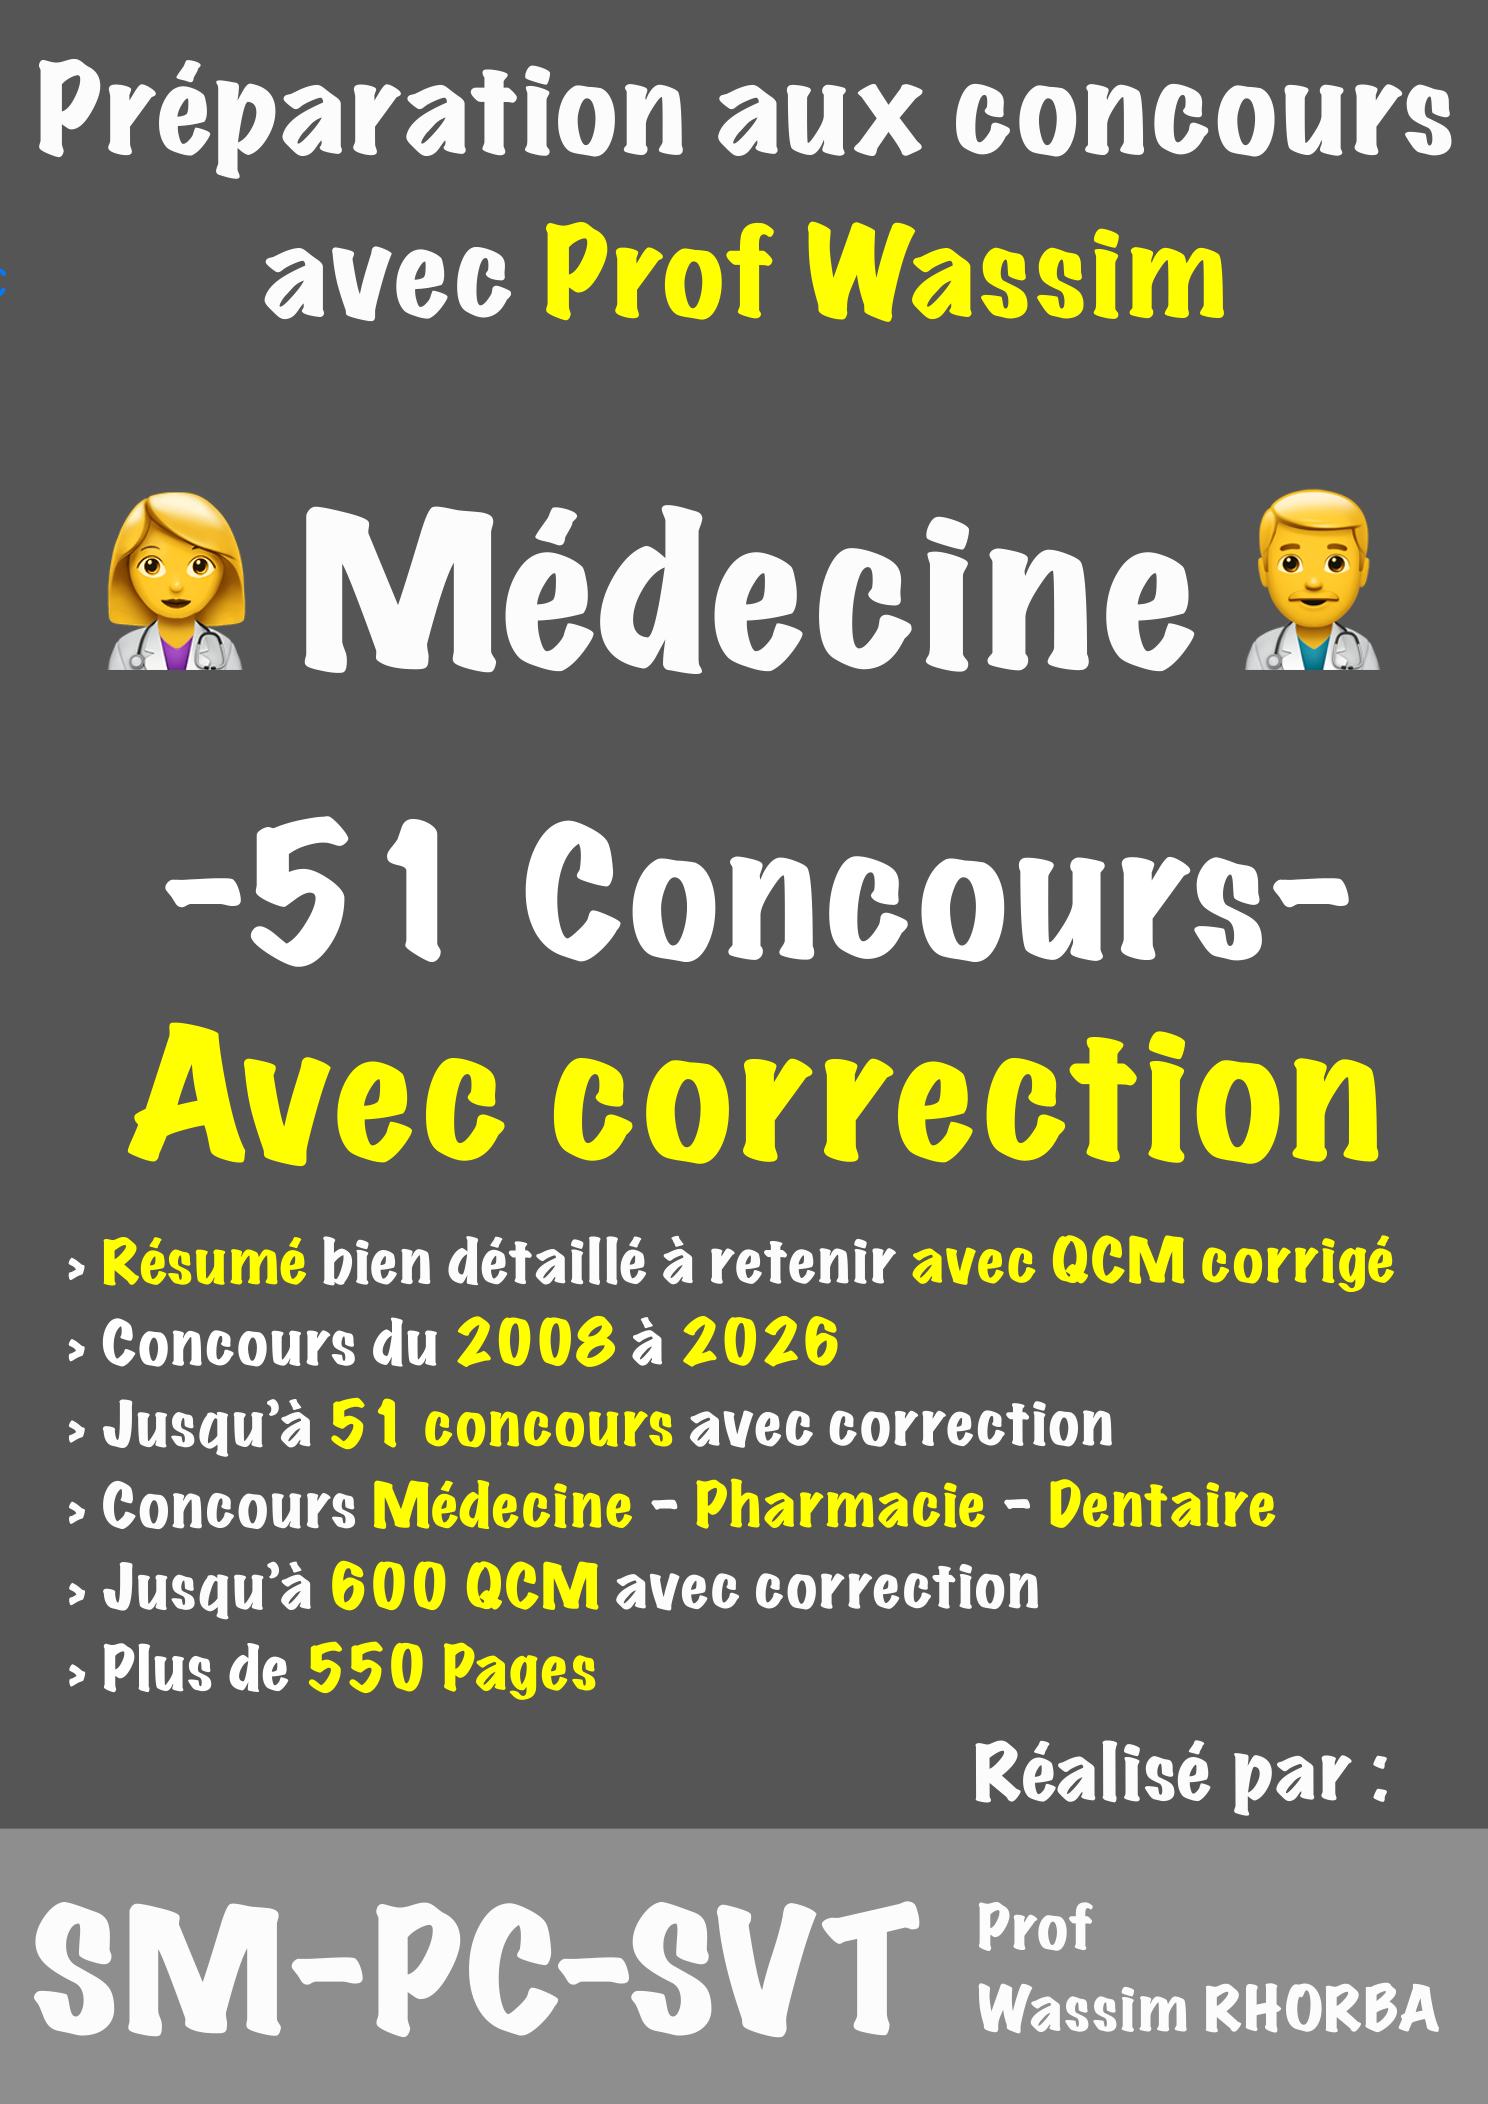 Préparation aux concours
avec Prof Wassim
Médecine
-51 Concours-
Avec correction
> Résumé bien détaillé à retenir avec QCM corrigé
> Concours du 2008 à 2026
> Jusqu'à 51 concours avec correction
> Concours Médecine - Pharmacie - Dentaire
> Jusqu'à 600 QCM avec correction
> Plus de 550 Pages
Réalisé par :
SM-PC-SVT
Prof
Wassim RHORBA